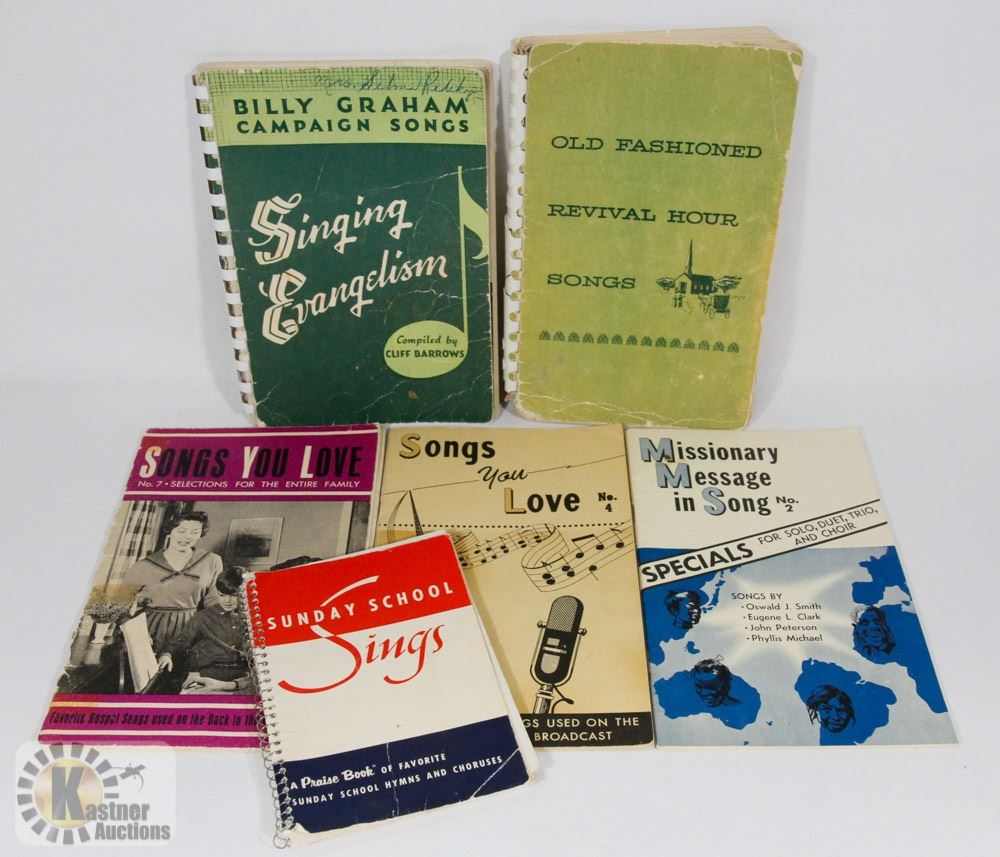 Mrs. Selma Redekop
BILLY GRAHAM
CAMPAIGN SONGS
Singing
Evangelism
Compiled by
CLIFF BARROWS
OLD FASHIONED
REVIVAL HOUR
SONGS
SONGS YOU LOVE
No. 7 • SELECTIONS FOR THE ENTIRE FAMILY
Favorite Gospel Songs used on the Back to the
Songs
You
Love No.
4
GS USED ON THE
BROADCAST
Missionary
Message
in Song No.
2
SPECIALS FOR SOLO, DUET, TRIO,
AND CHOIR
SONGS BY
• Oswald J. Smith
• Eugene L. Clark
• John Peterson
• Phyllis Michael
SUNDAY SCHOOL
Sings
A Praise Book OF FAVORITE
SUNDAY SCHOOL HYMNS AND CHORUSES
Kastner
Auctions